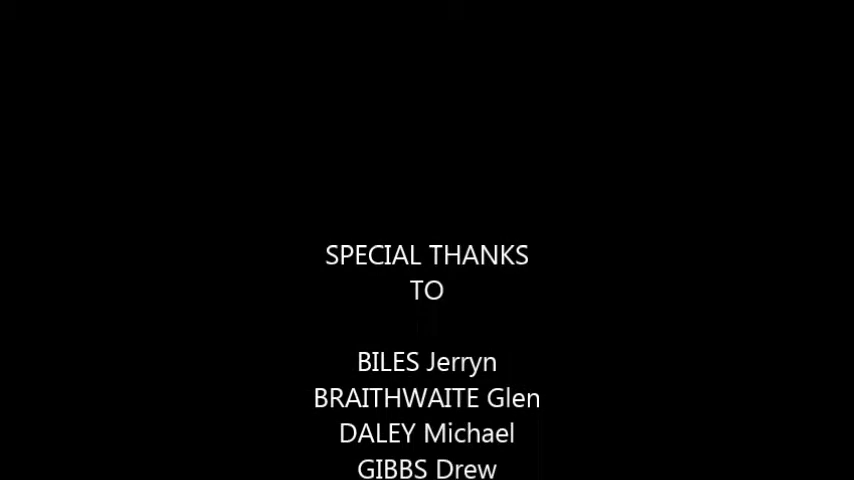 SPECIAL THANKS
TO
BILES Jerryn
BRAITHWAITE Glen
DALEY Michael
GIBBS Drew